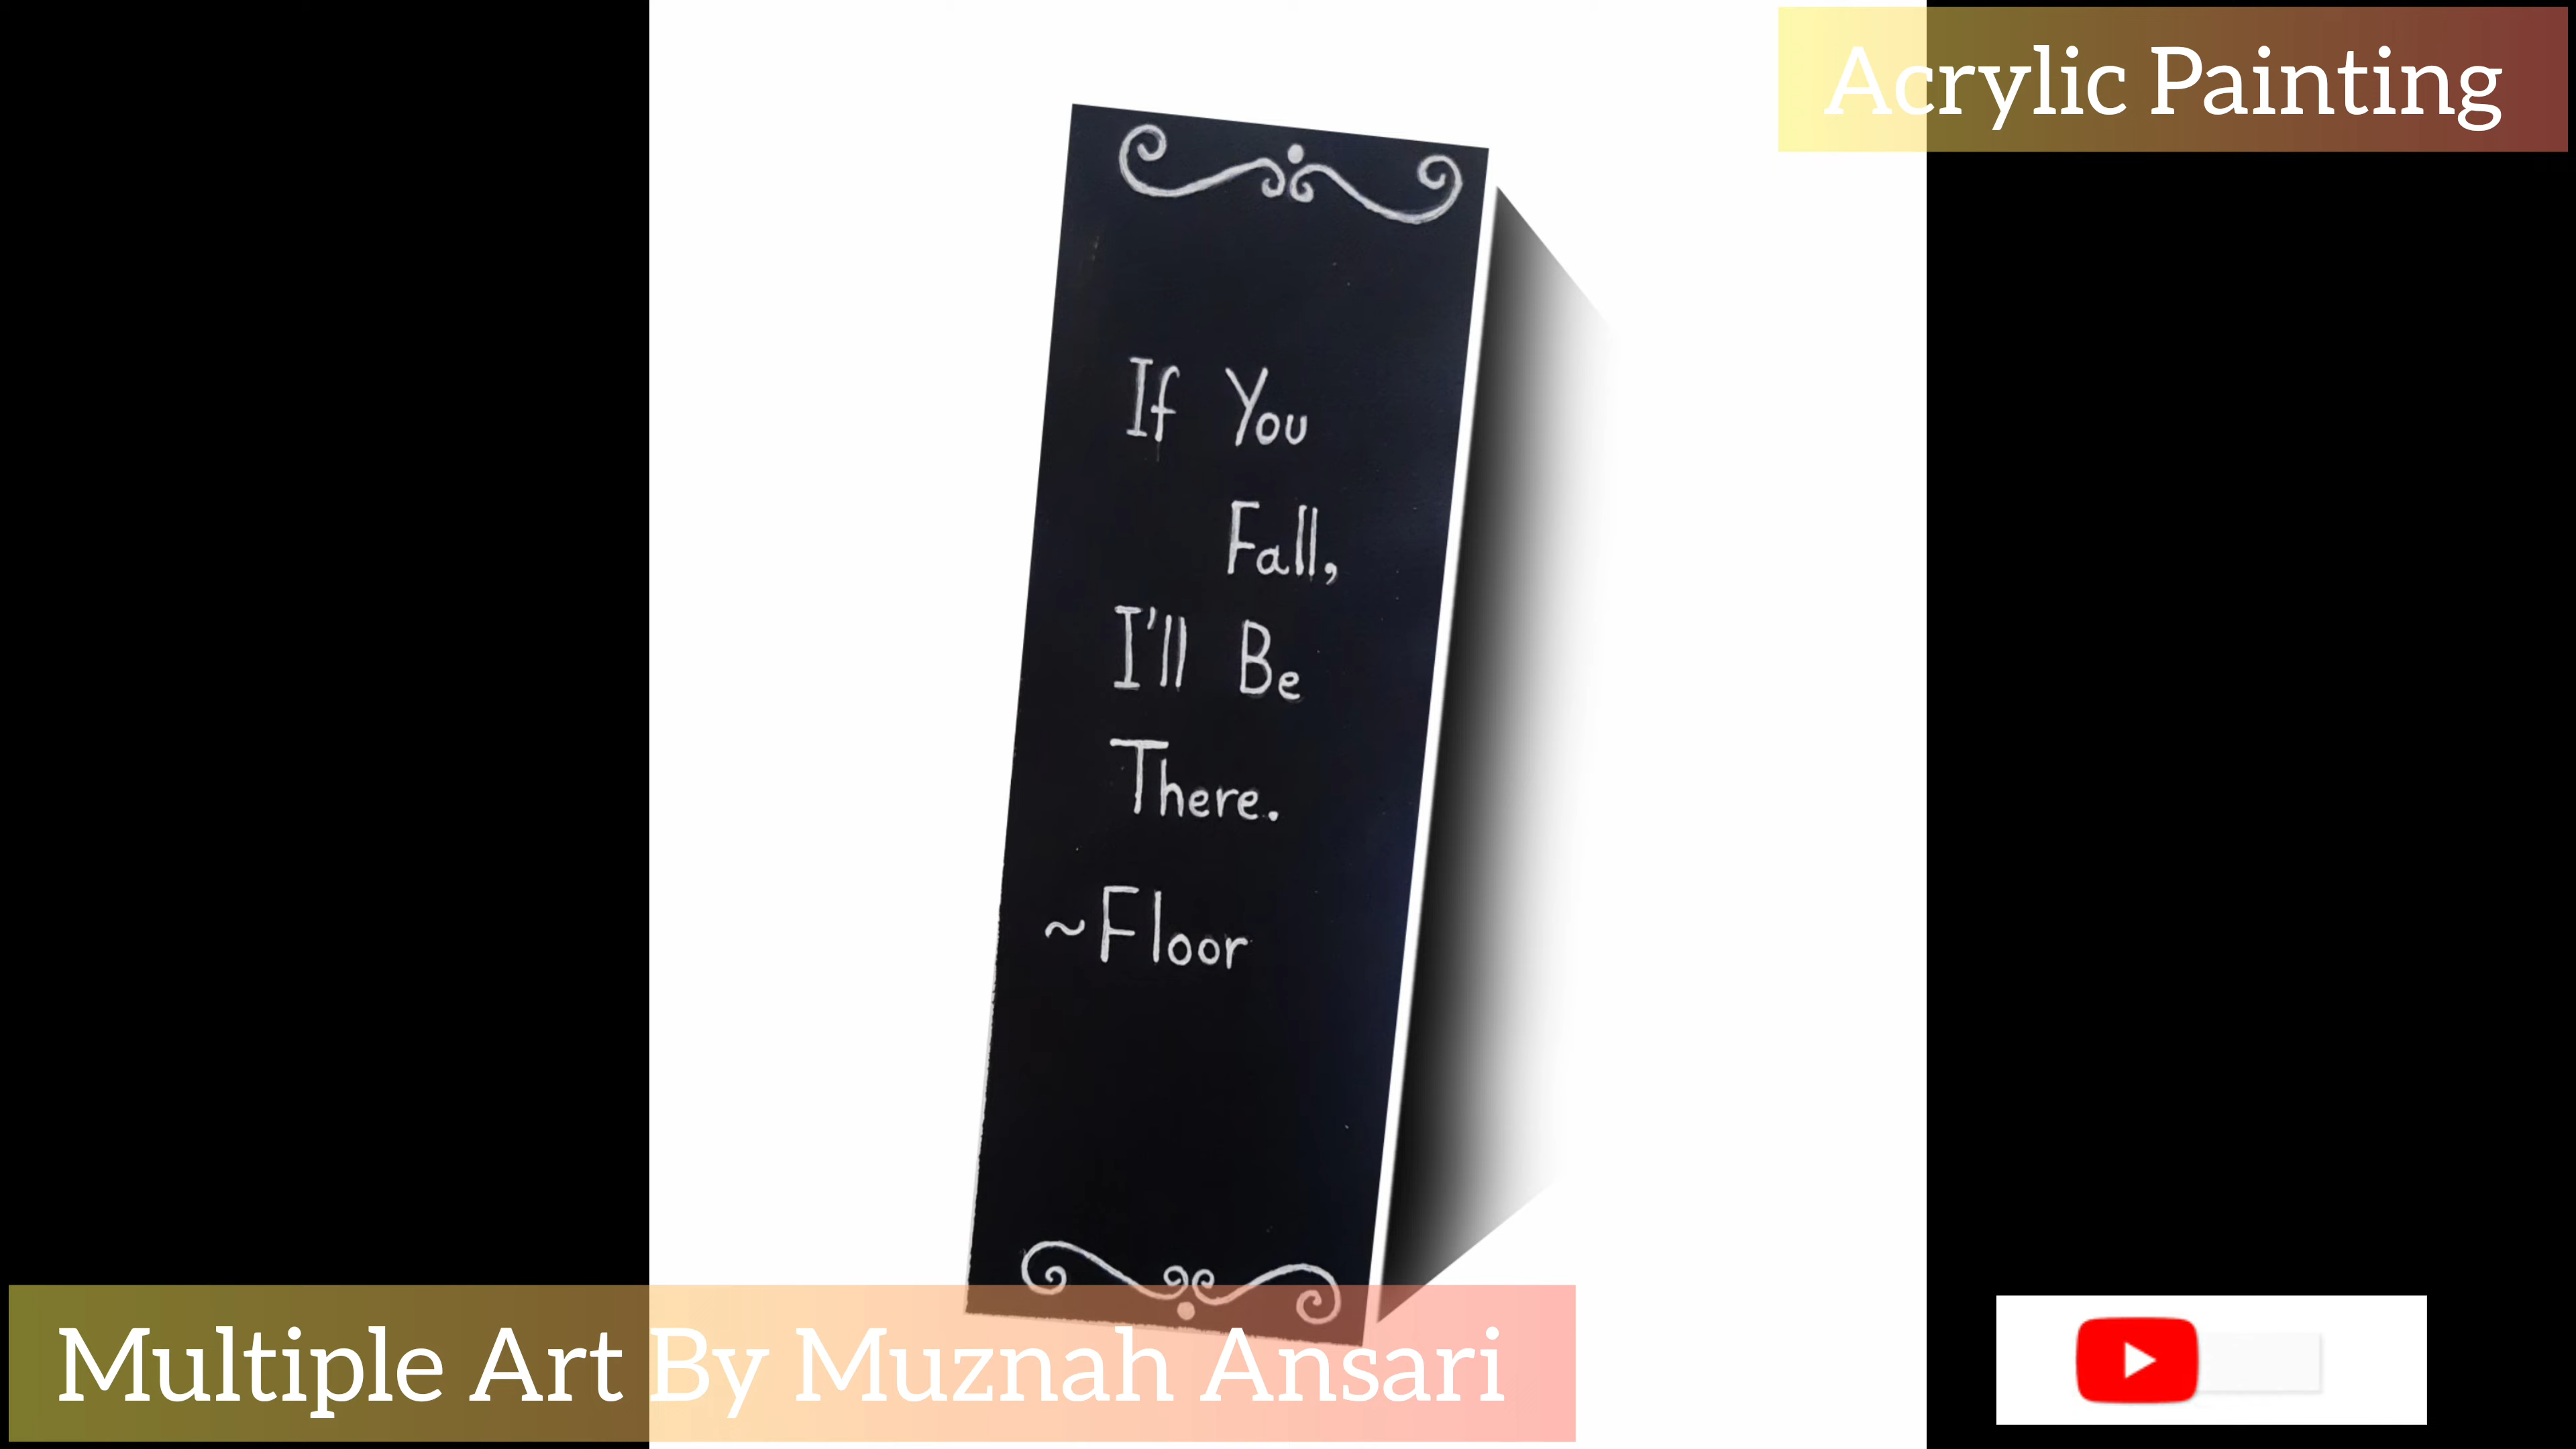 Acrylic Painting
If You
Fall,
I'll Be
There.
~Floor
Multiple Art By Muznah Ansari